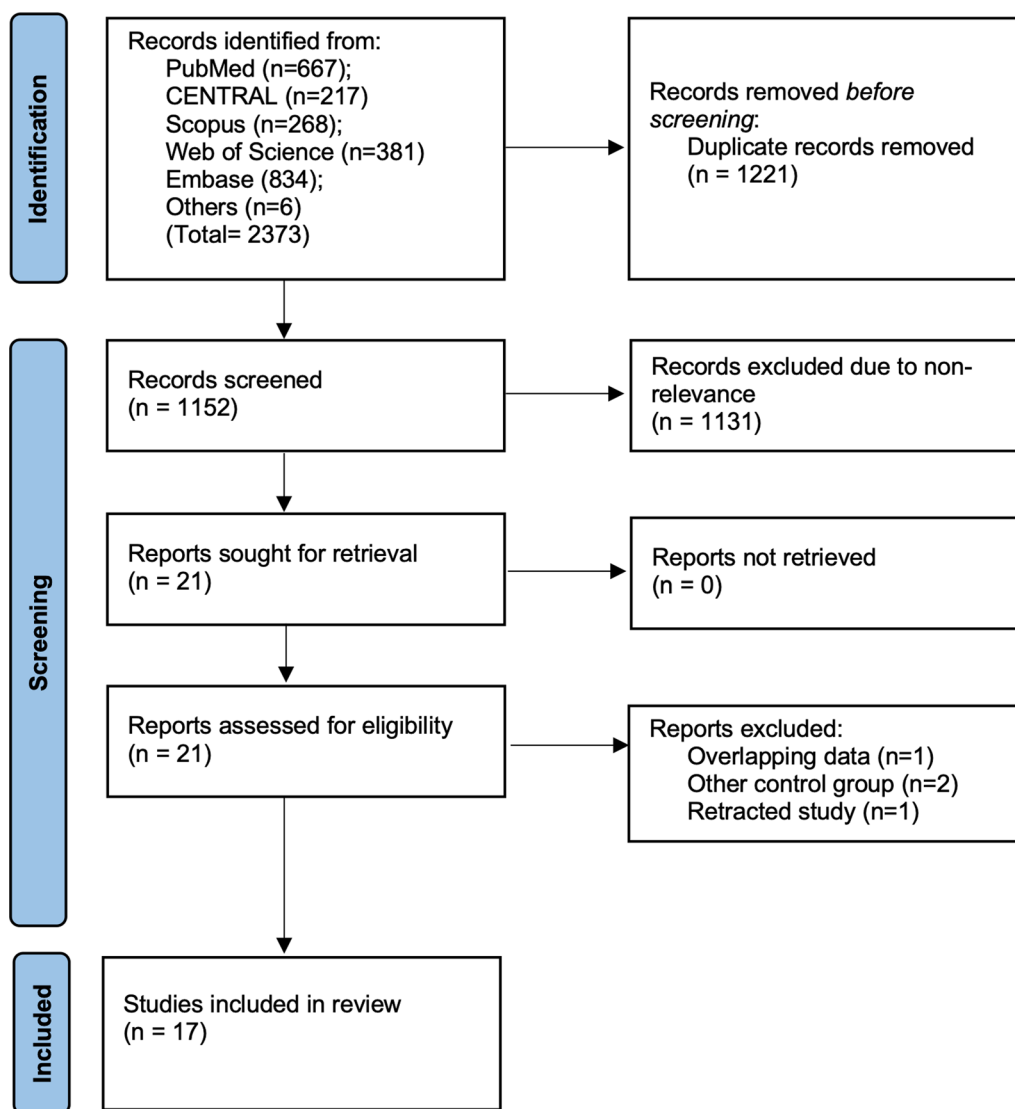 Identification
Records identified from:
PubMed (n=667);
CENTRAL (n=217)
Scopus (n=268);
Web of Science (n=381)
Embase (834);
Others (n=6)
(Total= 2373)
Records removed before
screening:
Duplicate records removed
(n = 1221)
Screening
Records screened
(n = 1152)
Records excluded due to non-
relevance
(n = 1131)
Reports sought for retrieval
(n = 21)
Reports not retrieved
(n = 0)
Reports assessed for eligibility
(n = 21)
Reports excluded:
Overlapping data (n=1)
Other control group (n=2)
Retracted study (n=1)
Included
Studies included in review
(n = 17)